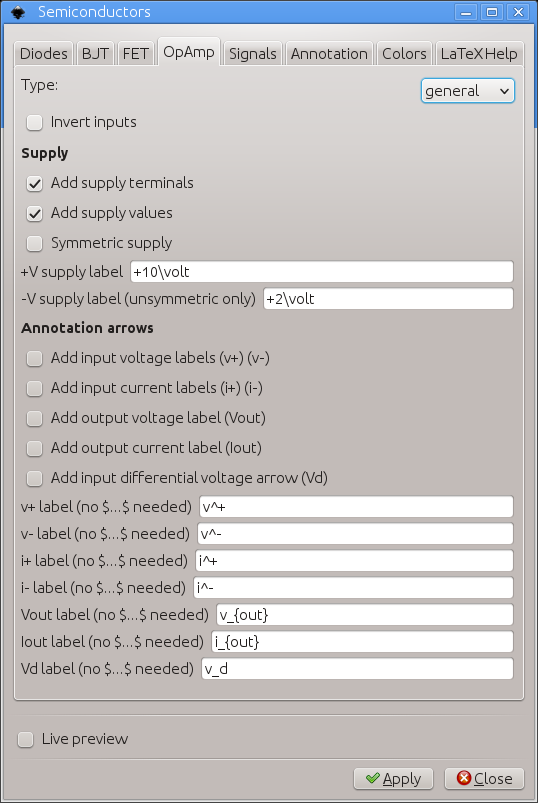 Semiconductors
Diodes BJT FET OpAmp Signals Annotation Colors LaTeXHelp
Type: general
Invert inputs
Supply
Add supply terminals
Add supply values
Symmetric supply
+V supply label +10\volt
-V supply label (unsymmetric only) +2\volt
Annotation arrows
Add input voltage labels (v+) (v-)
Add input current labels (i+) (i-)
Add output voltage label (Vout)
Add output current label (Iout)
Add input differential voltage arrow (Vd)
v+ label (no $...$ needed) v^+
v- label (no $...$ needed) v^-
i+ label (no $...$ needed) i^+
i- label (no $...$ needed) i^-
Vout label (no $...$ needed) v_{out}
Iout label (no $...$ needed) i_{out}
Vd label (no $...$ needed) v_d
Live preview
Apply Close